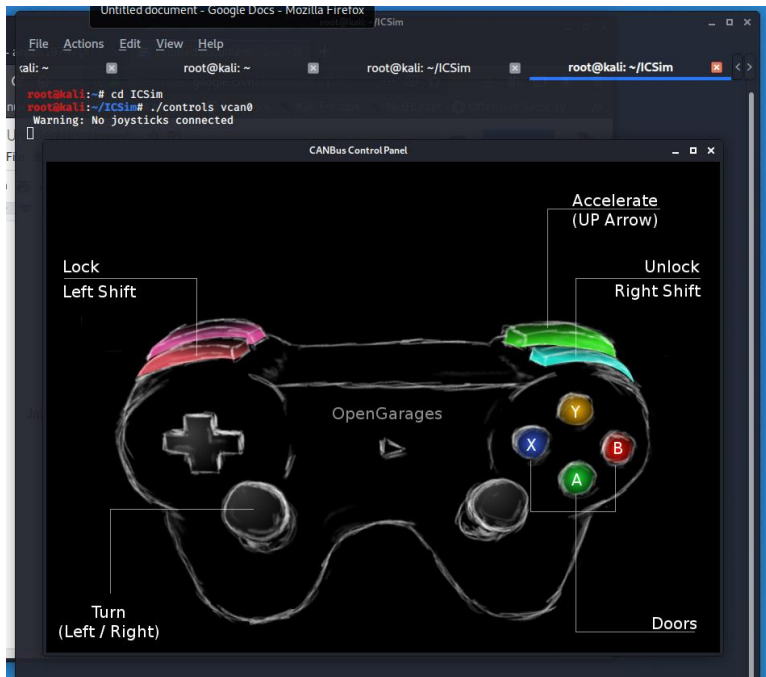 Untitled document - Google Docs - Mozilla Firefox
/ICSim
File Actions Edit View Help
kali: ~
root@kali: ~
root@kali: ~/ICSim
root@kali: ~/ICSim
root@kali:~# cd ICSim
root@kali:~/ICSim# ./controls vcan0
Warning: No joysticks connected
CANBus Control Panel
Accelerate
(UP Arrow)
Lock
Left Shift
Unlock
Right Shift
OpenGarages
Y
X
B
A
Turn
(Left / Right)
Doors